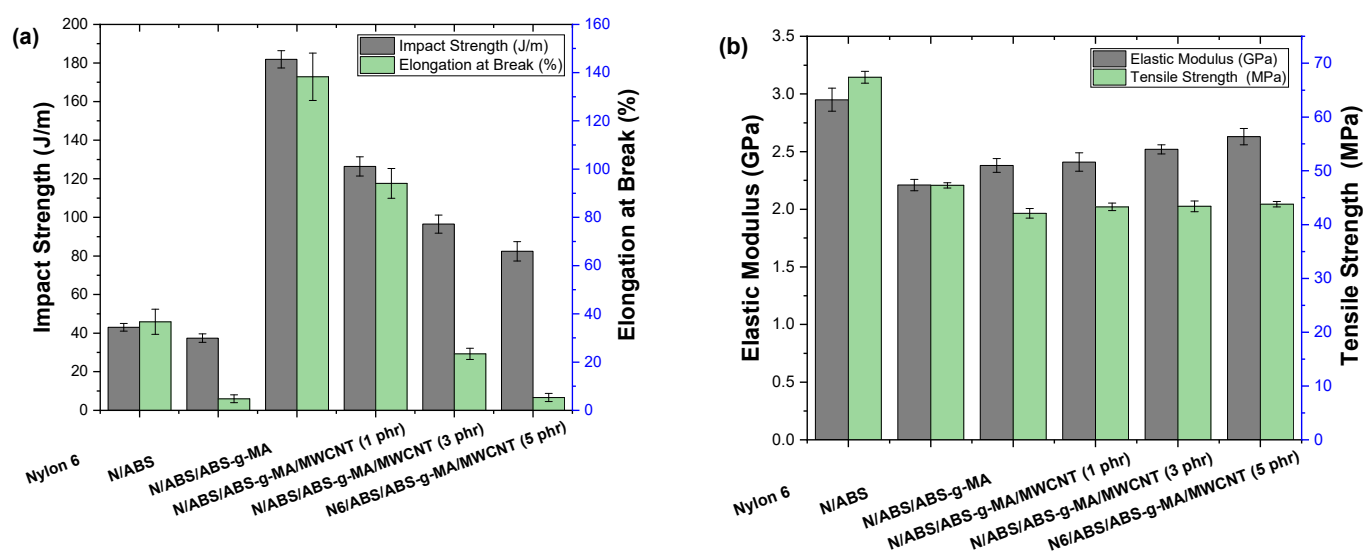 (a)
Impact Strength (J/m)
Elongation at Break (%)
200
180
160
140
120
100
80
60
40
20
0
Impact Strength (J/m)
160
140
120
100
80
60
40
20
0
Elongation at Break (%)
Nylon 6
N/ABS
N/ABS/ABS-g-MA
N/ABS/ABS-g-MA/MWCNT (1 phr)
N/ABS/ABS-g-MA/MWCNT (3 phr)
N6/ABS/ABS-g-MA/MWCNT (5 phr)
(b)
Elastic Modulus (GPa)
Tensile Strength (MPa)
3.5
3.0
2.5
2.0
1.5
1.0
0.5
0.0
Elastic Modulus (GPa)
70
60
50
40
30
20
10
0
Tensile Strength (MPa)
Nylon 6
N/ABS
N/ABS/ABS-g-MA
N/ABS/ABS-g-MA/MWCNT (1 phr)
N/ABS/ABS-g-MA/MWCNT (3 phr)
N6/ABS/ABS-g-MA/MWCNT (5 phr)